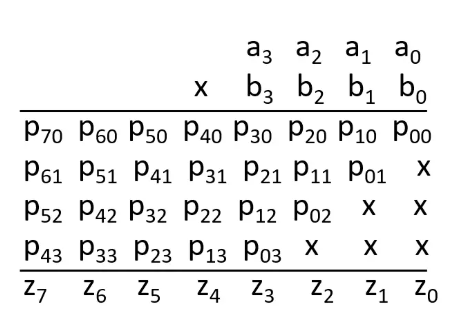 a₃ a₂ a₁ a₀
x b₃ b₂ b₁ b₀
p₇₀ p₆₀ p₅₀ p₄₀ p₃₀ p₂₀ p₁₀ p₀₀
p₆₁ p₅₁ p₄₁ p₃₁ p₂₁ p₁₁ p₀₁ x
p₅₂ p₄₂ p₃₂ p₂₂ p₁₂ p₀₂ x x
p₄₃ p₃₃ p₂₃ p₁₃ p₀₃ x x x
z₇ z₆ z₅ z₄ z₃ z₂ z₁ z₀